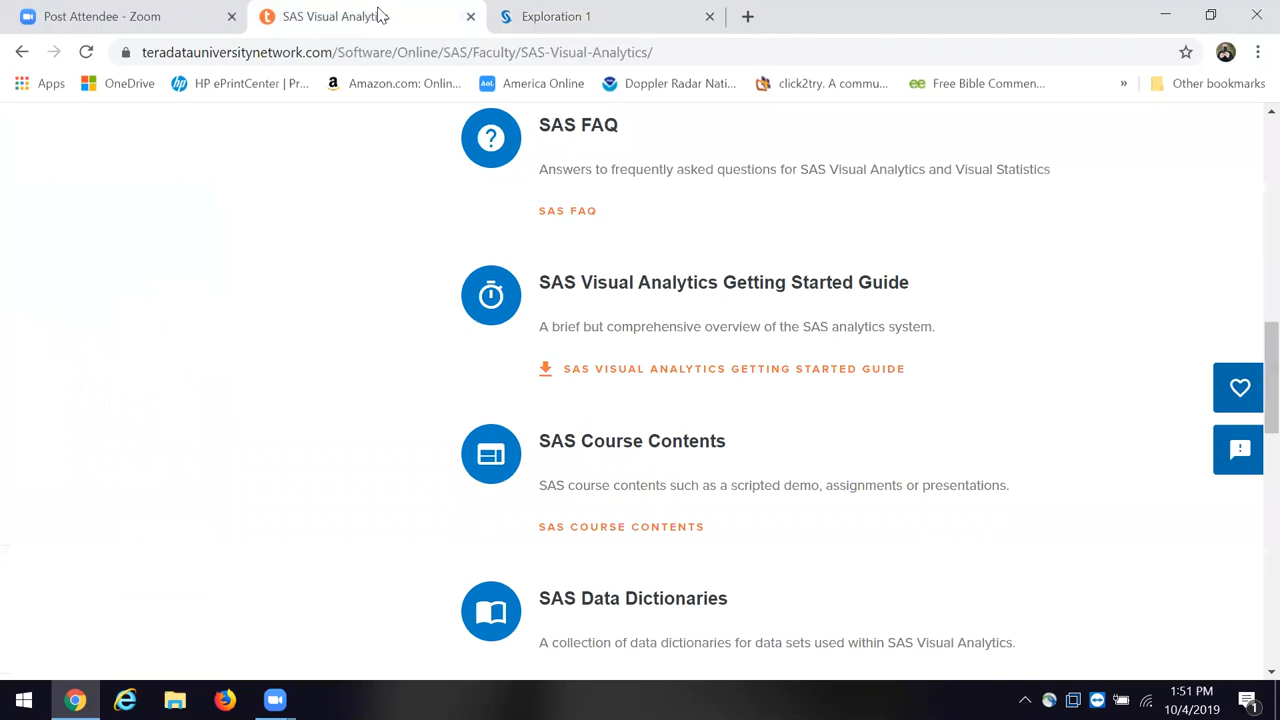 Post Attendee - Zoom
SAS Visual Analyti
Exploration 1
teradatauniversitynetwork.com/Software/Online/SAS/Faculty/SAS-Visual-Analytics/
Apps
OneDrive
HP ePrintCenter | Pr...
Amazon.com: Onlin...
Aol.
America Online
Doppler Radar Nati...
click2try. A commu...
Free Bible Commen...
»
Other bookmarks
SAS FAQ
Answers to frequently asked questions for SAS Visual Analytics and Visual Statistics
SAS FAQ
SAS Visual Analytics Getting Started Guide
A brief but comprehensive overview of the SAS analytics system.
SAS VISUAL ANALYTICS GETTING STARTED GUIDE
SAS Course Contents
SAS course contents such as a scripted demo, assignments or presentations.
SAS COURSE CONTENTS
SAS Data Dictionaries
A collection of data dictionaries for data sets used within SAS Visual Analytics.
1:51 PM
10/4/2019
1